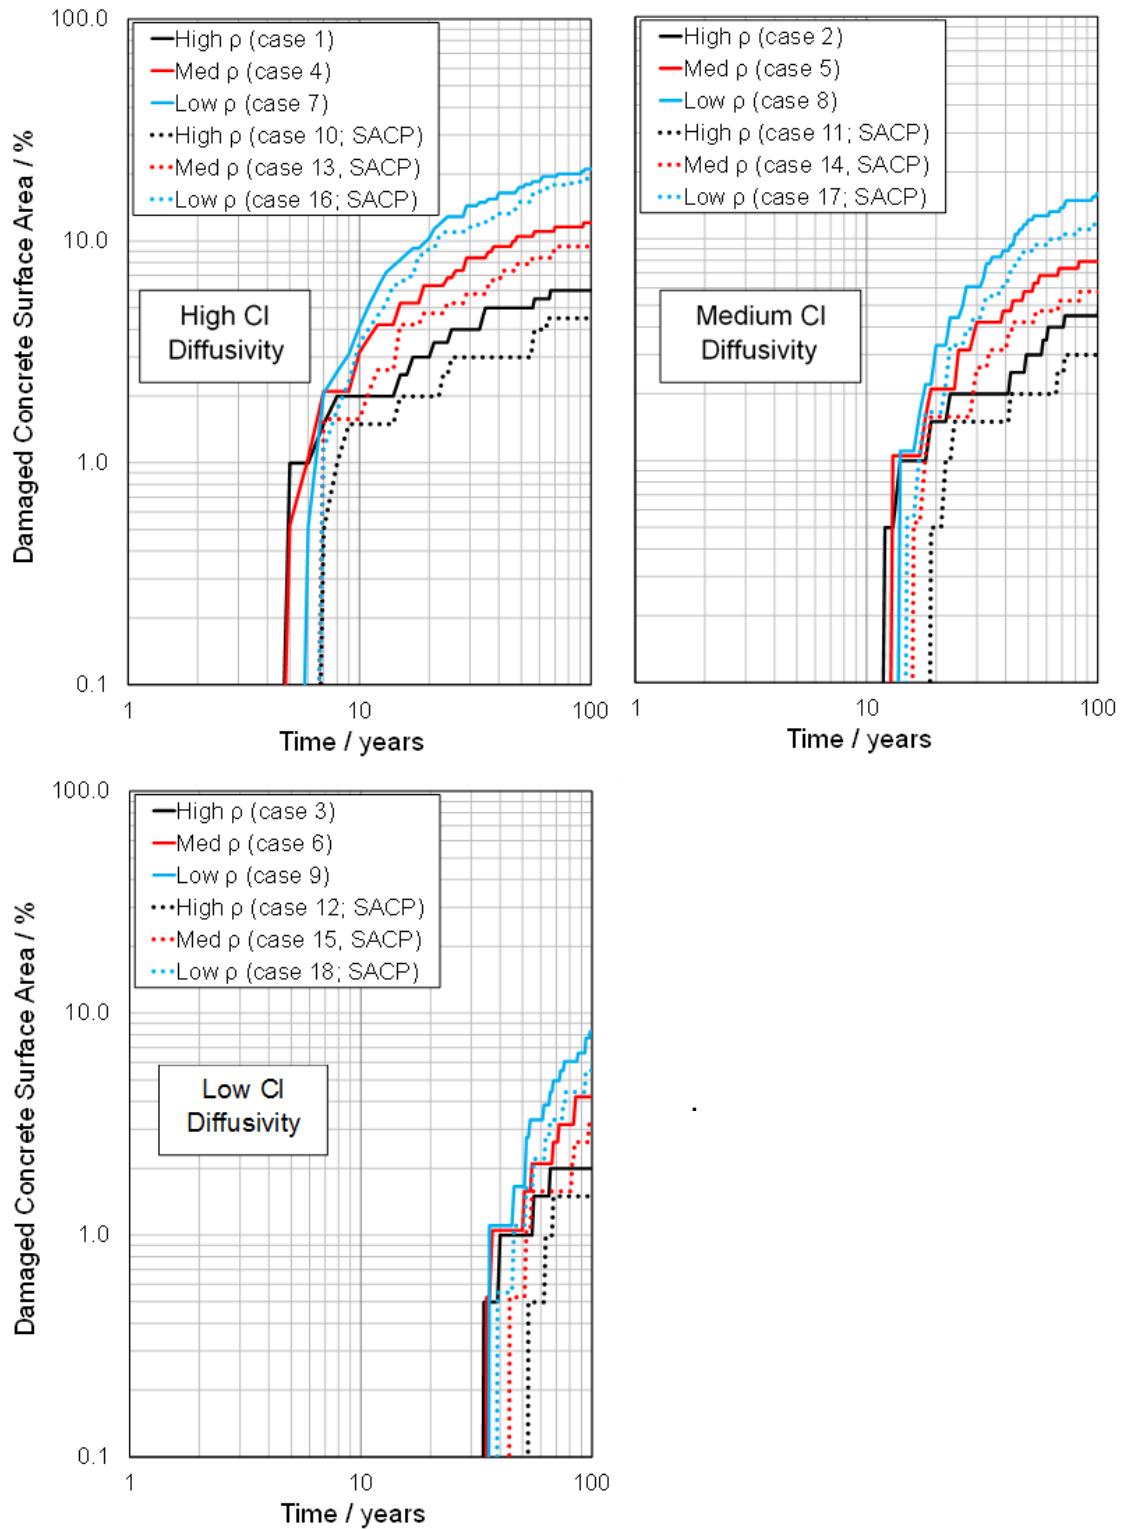 100.0
10.0
1.0
0.1
Damaged Concrete Surface Area / %
High ρ (case 1)
Med ρ (case 4)
Low ρ (case 7)
High ρ (case 10; SACP)
Med ρ (case 13, SACP)
Low ρ (case 16; SACP)
High Cl
Diffusivity
1 10 100
Time / years
High ρ (case 2)
Med ρ (case 5)
Low ρ (case 8)
High ρ (case 11; SACP)
Med ρ (case 14, SACP)
Low ρ (case 17; SACP)
Medium Cl
Diffusivity
1 10 100
Time / years
100.0
10.0
1.0
0.1
Damaged Concrete Surface Area / %
High ρ (case 3)
Med ρ (case 6)
Low ρ (case 9)
High ρ (case 12; SACP)
Med ρ (case 15, SACP)
Low ρ (case 18; SACP)
Low Cl
Diffusivity
1 10 100
Time / years
.